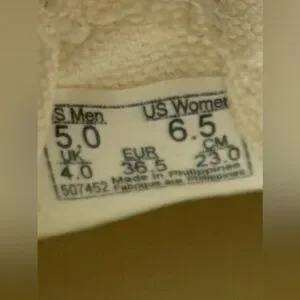 S Men US Women
5.0 6.5
UK EUR CM
4.0 36.5 23.0
Made in Philippines
507452 Fabriqué aux Philippines